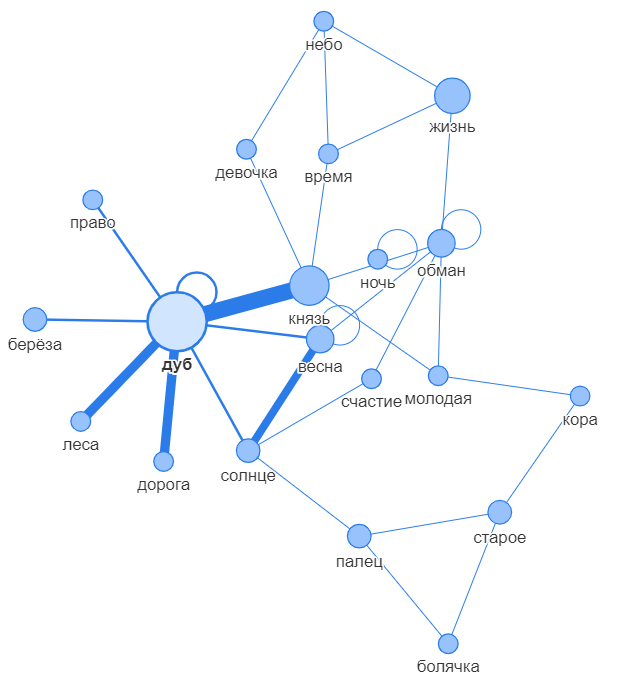 небо
жизнь
девочка
время
право
обман
ночь
князь
берёза
дуб
весна
счастие
молодая
кора
леса
солнце
дорога
старое
палец
болячка